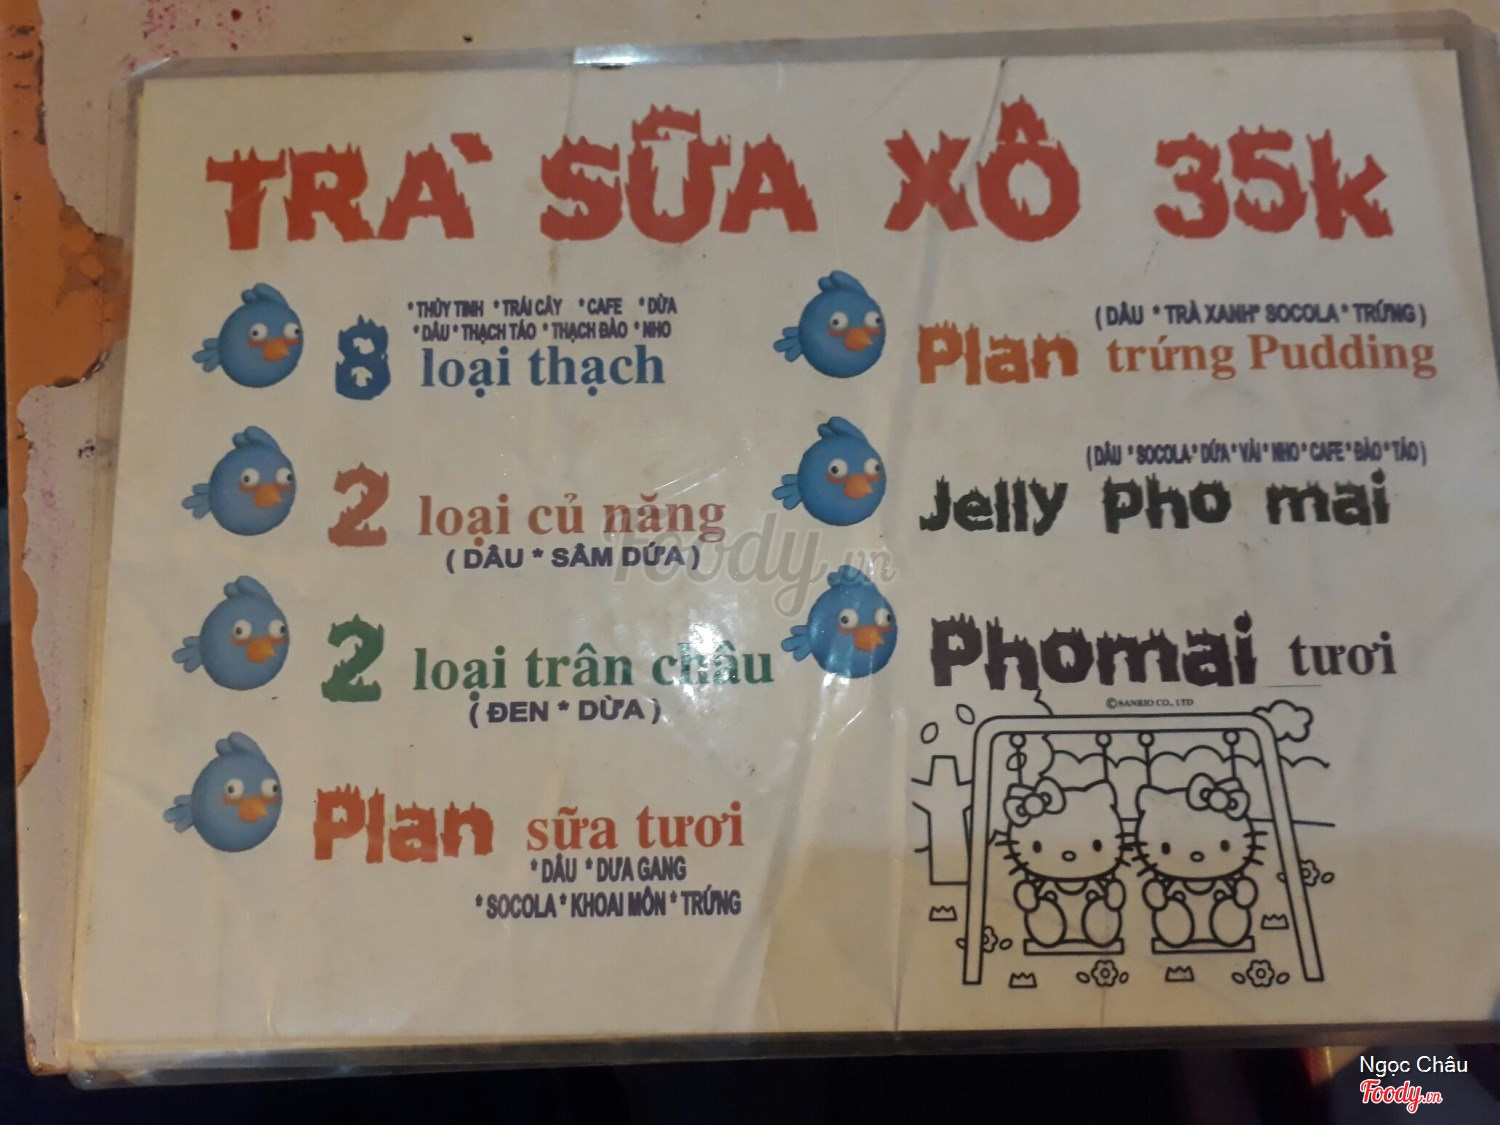 TRÀ SỮA XÔ 35K
* THỦY TINH * TRÁI CÂY * CAFE * DỪA
* DÂU * THẠCH TÁO * THẠCH ĐÀO * NHO
8 loại thạch
2 loại củ năng
( DÂU * SÂM DỨA )
2 loại trân châu
( ĐEN * DỪA )
Plan sữa tươi
* DÂU * DƯA GANG
* SOCOLA * KHOAI MÔN * TRỨNG
( DÂU * TRÀ XANH* SOCOLA * TRỨNG )
Plan trứng Pudding
( DÂU * SOCOLA * DỨA * VẢI * NHO * CAFE * ĐÀO * TÁO )
Jelly pho mai
Phomai tươi
©SANRIO CO., LTD
Foody.vn
Ngọc Châu
Foody.vn